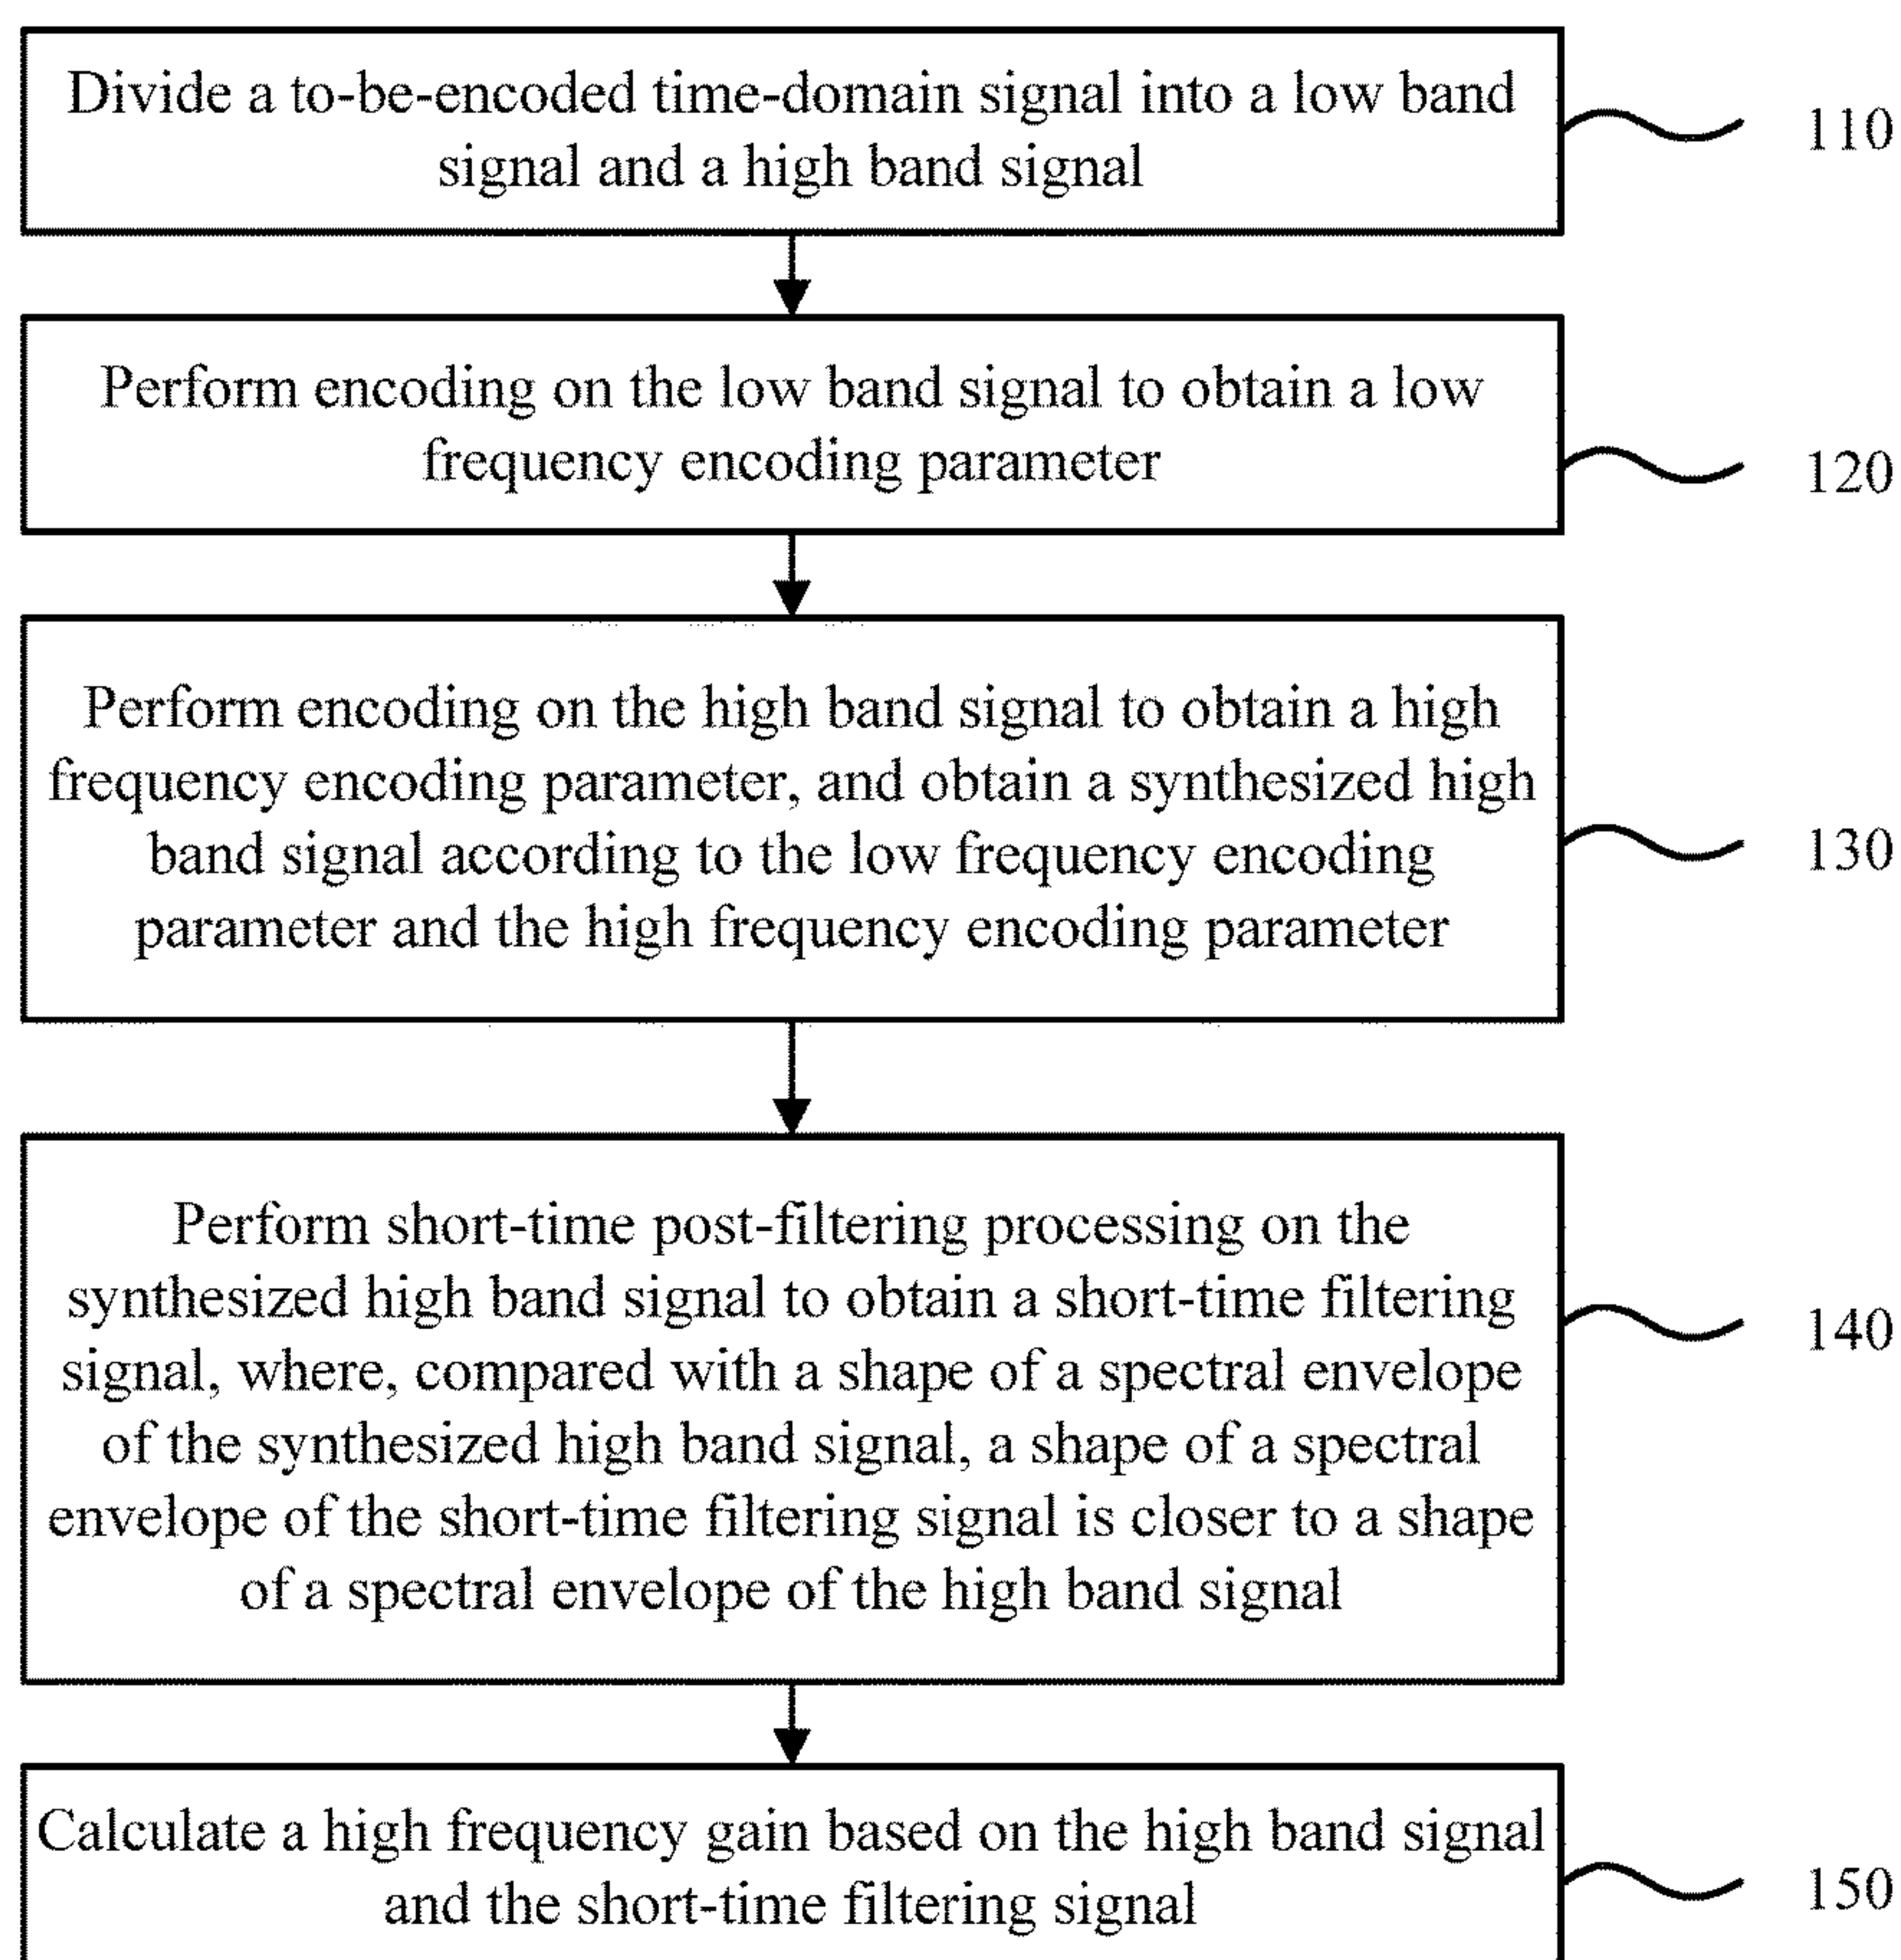 Divide a to-be-encoded time-domain signal into a low band
signal and a high band signal
110
Perform encoding on the low band signal to obtain a low
frequency encoding parameter
120
Perform encoding on the high band signal to obtain a high
frequency encoding parameter, and obtain a synthesized high
band signal according to the low frequency encoding
parameter and the high frequency encoding parameter
130
Perform short-time post-filtering processing on the
synthesized high band signal to obtain a short-time filtering
signal, where, compared with a shape of a spectral envelope
of the synthesized high band signal, a shape of a spectral
envelope of the short-time filtering signal is closer to a shape
of a spectral envelope of the high band signal
140
Calculate a high frequency gain based on the high band signal
and the short-time filtering signal
150